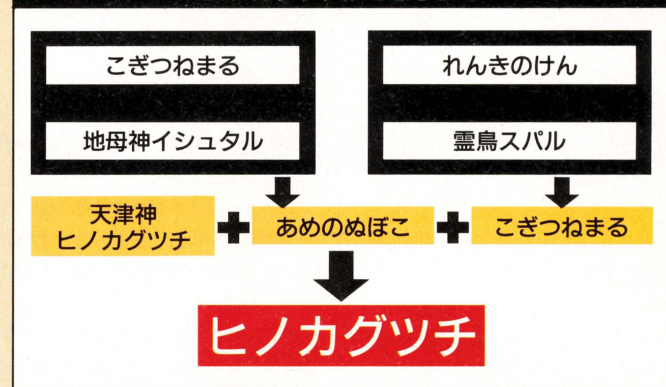 こぎつねまる
地母神イシュタル
れんきのけん
霊鳥スパル
天津神
ヒノカグツチ
+
あめのぬぼこ
+
こぎつねまる
ヒノカグツチ